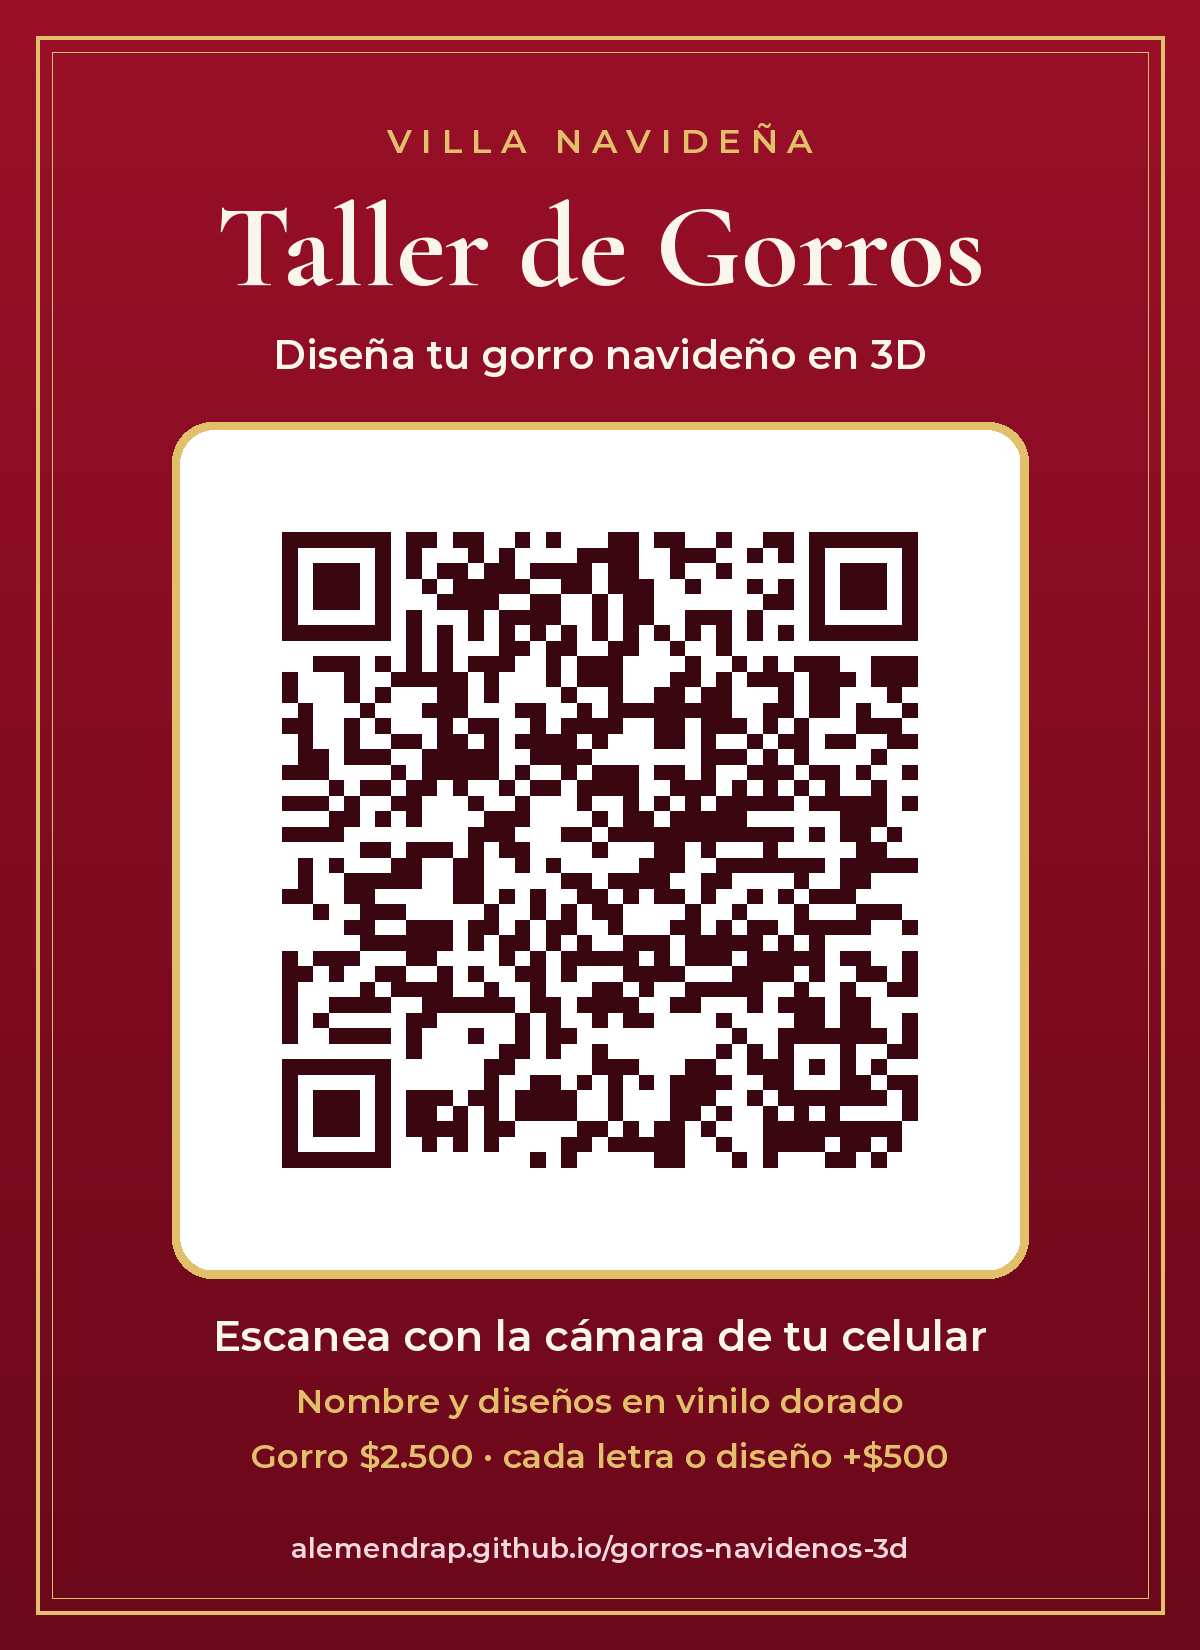 VILLA NAVIDEÑA
Taller de Gorros
Diseña tu gorro navideño en 3D
Escanea con la cámara de tu celular
Nombre y diseños en vinilo dorado
Gorro $2.500 · cada letra o diseño +$500
alemendrap.github.io/gorros-navidenos-3d